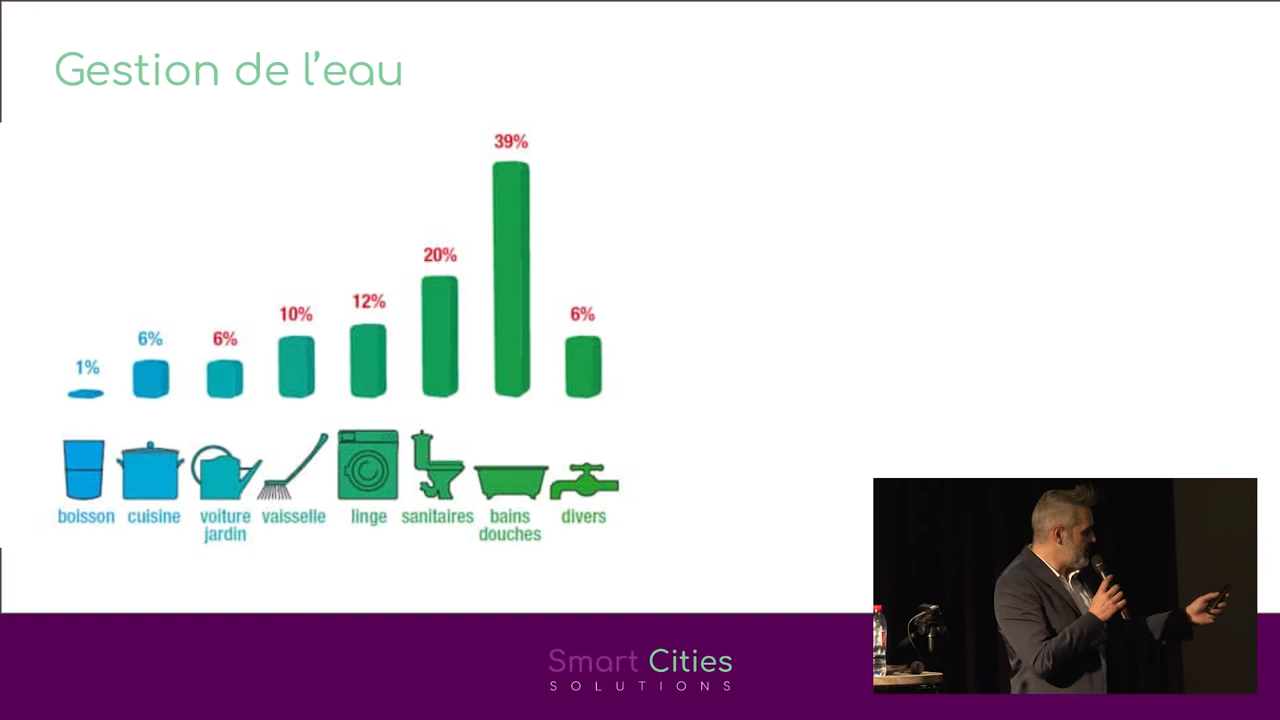 Gestion de l’eau
39%
20%
12%
10%
6%
6%
6%
1%
boisson cuisine voiture jardin vaisselle linge sanitaires bains douches divers
Smart Cities
SOLUTIONS